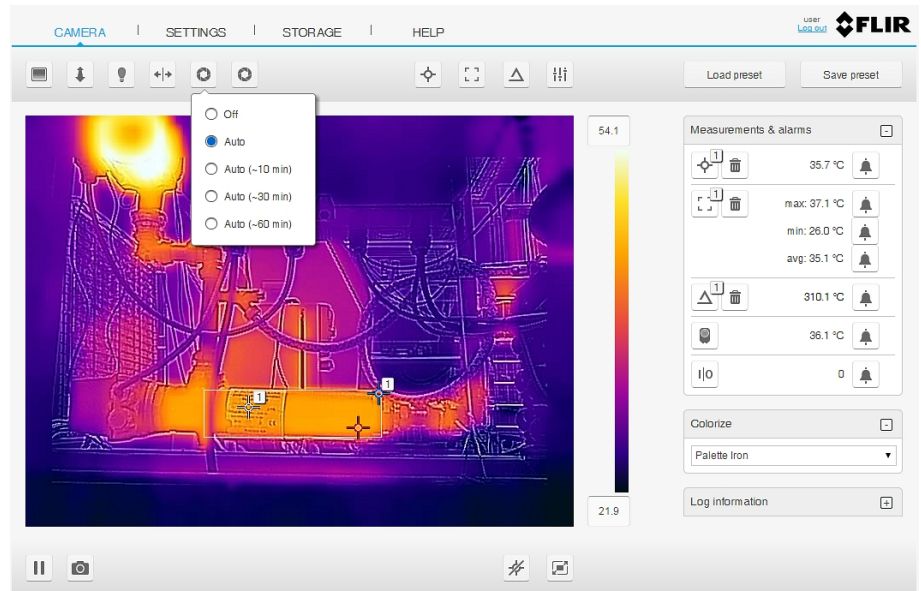 CAMERA
SETTINGS
STORAGE
HELP
user
Log out
FLIR
Load preset
Save preset
Off
Auto
Auto (~10 min)
Auto (~30 min)
Auto (~60 min)
54.1
21.9
1
1
Measurements & alarms
1
35.7 °C
1
max: 37.1 °C
min: 26.0 °C
avg: 35.1 °C
1
310.1 °C
36.1 °C
I|O
0
Colorize
Palette Iron
Log information